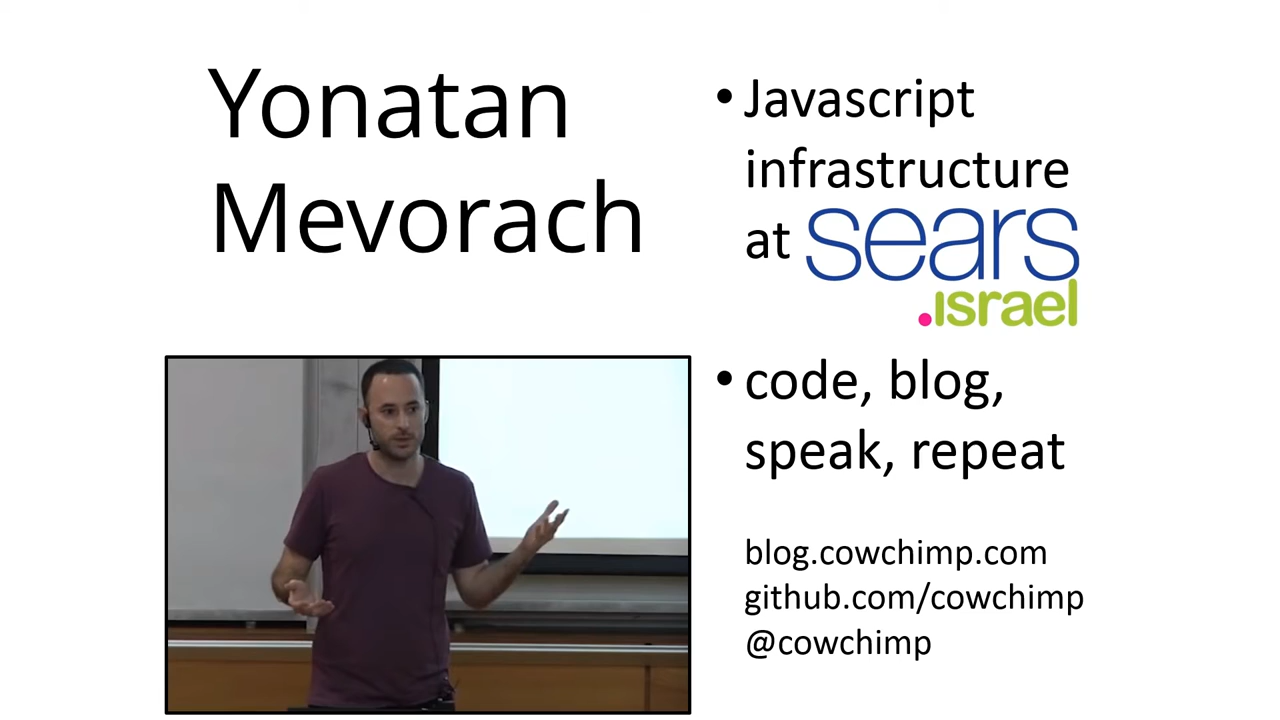 Yonatan
Mevorach
• Javascript
infrastructure
at sears
.israel
• code, blog,
speak, repeat
blog.cowchimp.com
github.com/cowchimp
@cowchimp